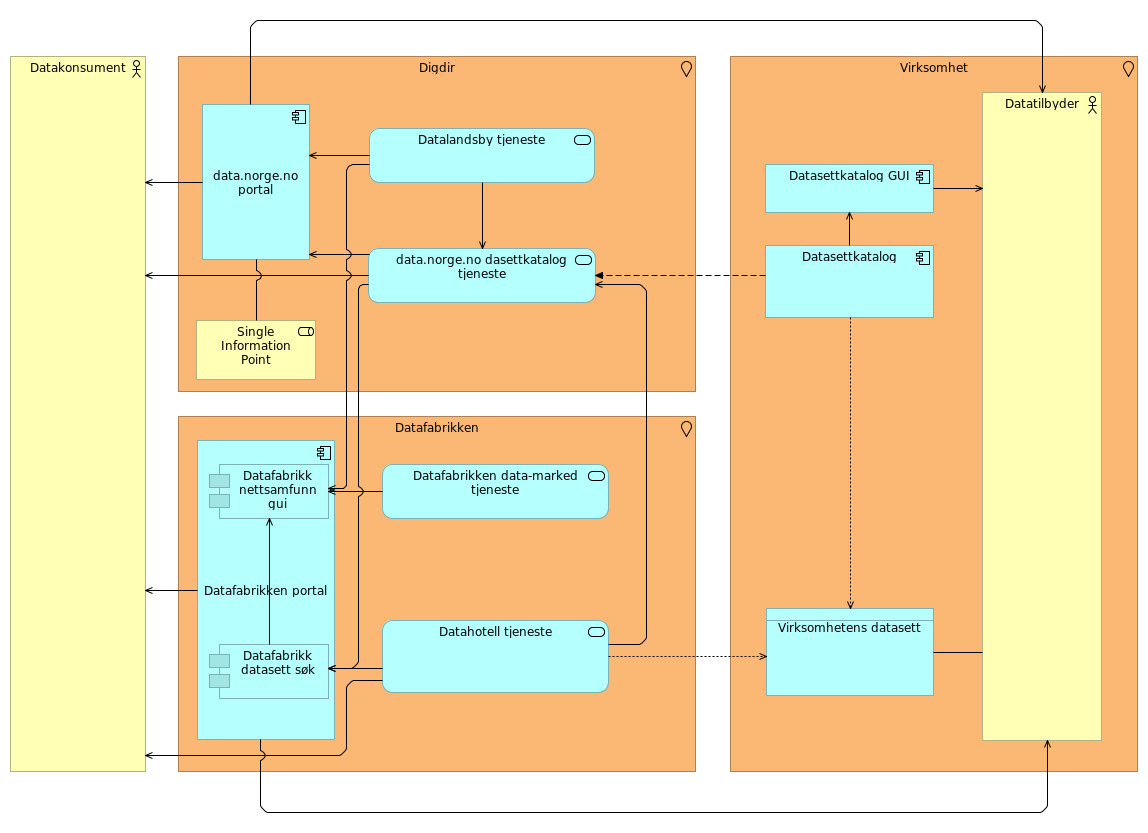 Datakonsument
Digdir
Virksomhet
Datatilbyder
data.norge.no
portal
Datalandsby tjeneste
data.norge.no dasettkatalog
tjeneste
Single
Information
Point
Datasettkatalog GUI
Datasettkatalog
Datafabrikken
Datafabrikk
nettsamfunn
gui
Datafabrikken data-marked
tjeneste
Datafabrikken portal
Datafabrikk
datasett søk
Datahotell tjeneste
Virksomhetens datasett